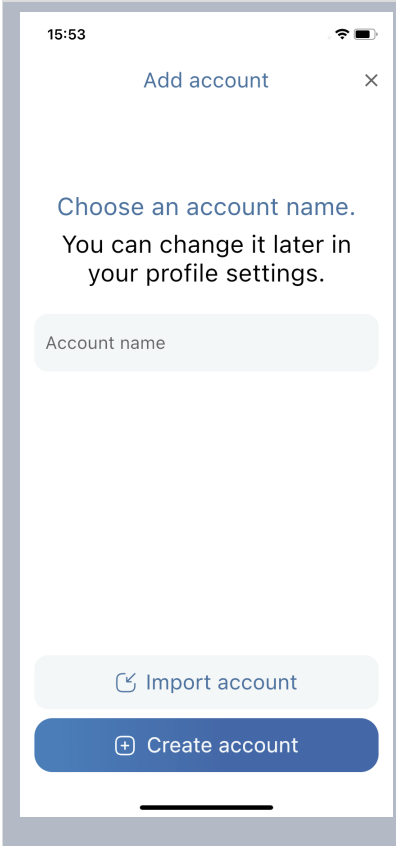 15:53
Add account
Choose an account name.
You can change it later in
your profile settings.
Account name
Import account
Create account